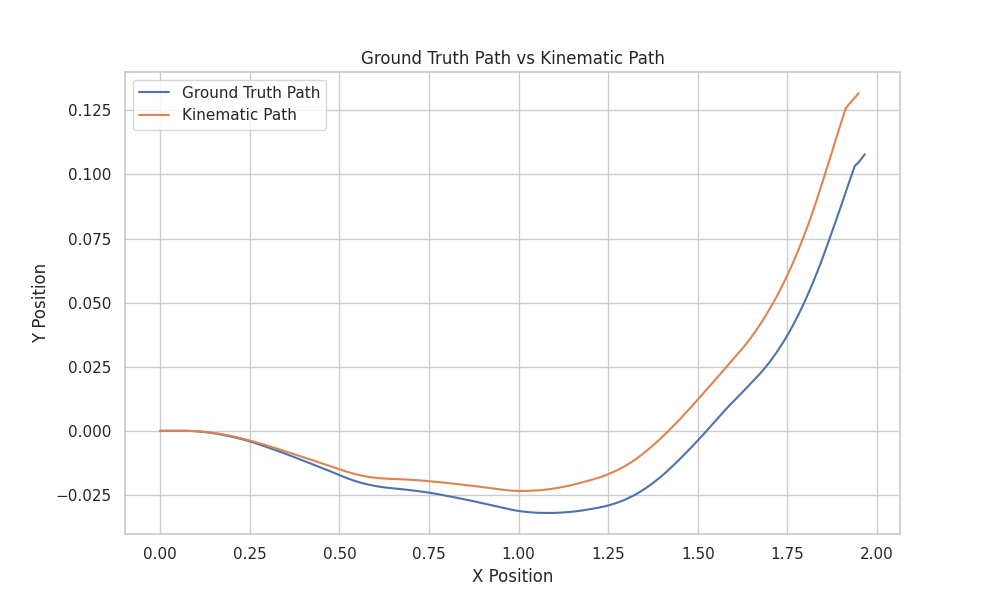 Ground Truth Path vs Kinematic Path
Ground Truth Path
Kinematic Path
Y Position
0.125
0.100
0.075
0.050
0.025
0.000
−0.025
0.00 0.25 0.50 0.75 1.00 1.25 1.50 1.75 2.00
X Position